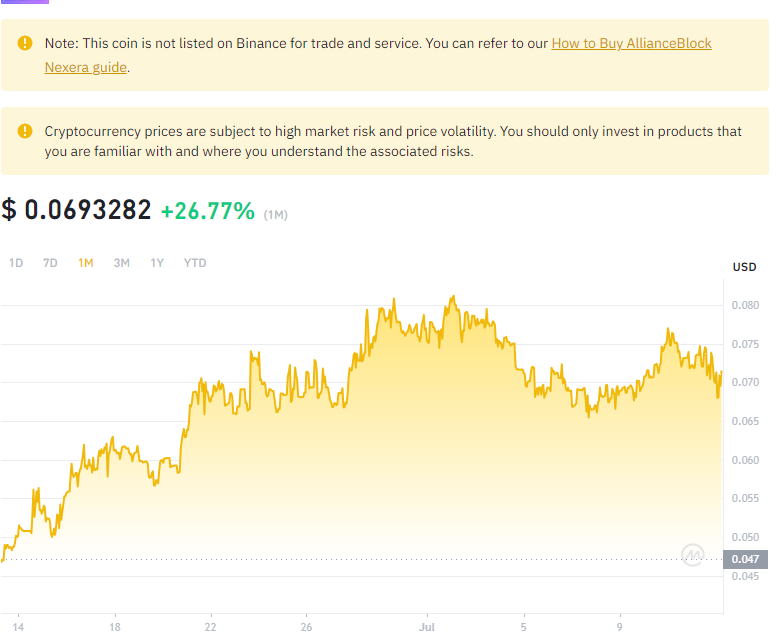 Note: This coin is not listed on Binance for trade and service. You can refer to our How to Buy AllianceBlock
Nexera guide.
Cryptocurrency prices are subject to high market risk and price volatility. You should only invest in products that
you are familiar with and where you understand the associated risks.
$ 0.0693282 +26.77% (1M)
1D 7D 1M 3M 1Y YTD
USD
0.080
0.075
0.070
0.065
0.060
0.055
0.050
0.047
0.045
14 18 22 26 Jul 5 9